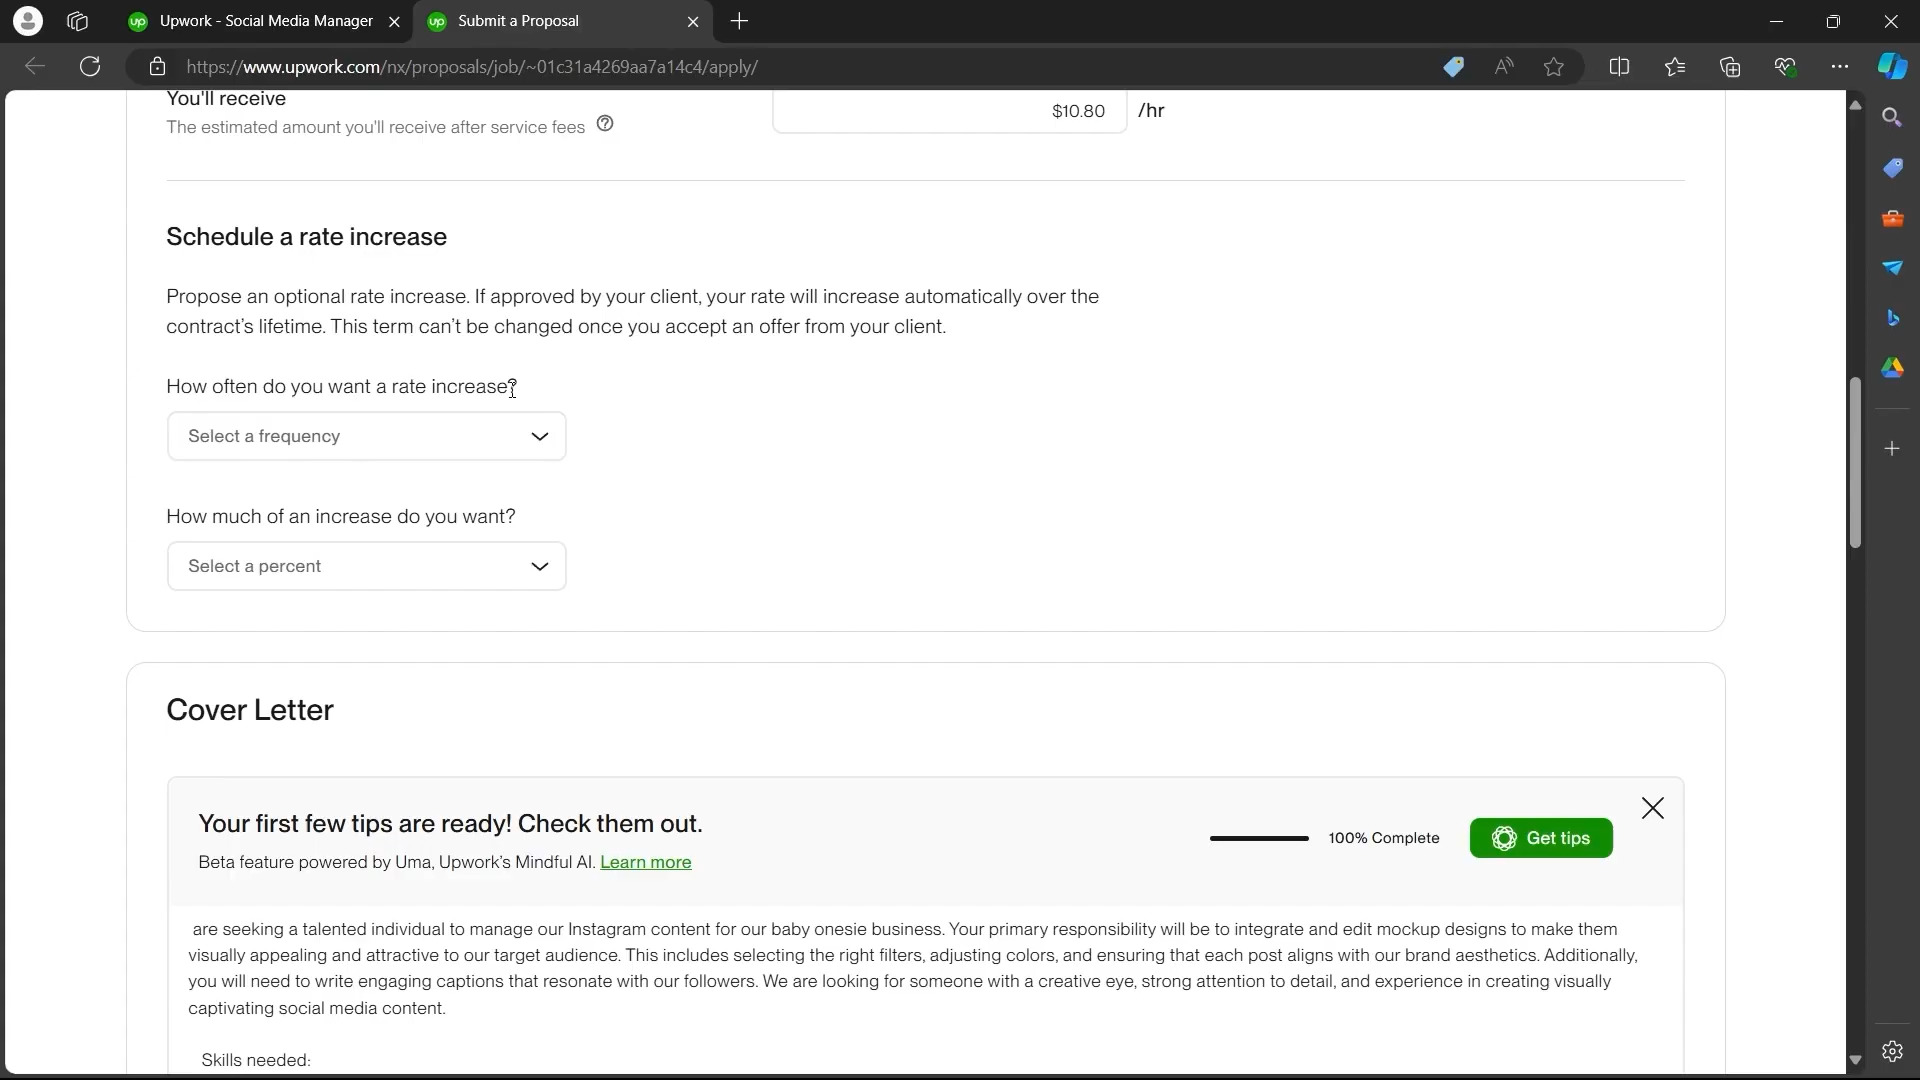 Upwork - Social Media Manager
Submit a Proposal
https://www.upwork.com/nx/proposals/job/~01c31a4269aa7a14c4/apply/
You'll receive
$10.80 /hr
The estimated amount you'll receive after service fees
Schedule a rate increase
Propose an optional rate increase. If approved by your client, your rate will increase automatically over the
contract's lifetime. This term can't be changed once you accept an offer from your client.
How often do you want a rate increase?
Select a frequency
How much of an increase do you want?
Select a percent
Cover Letter
Your first few tips are ready! Check them out.
100% Complete
Get tips
Beta feature powered by Uma, Upwork's Mindful AI. Learn more
are seeking a talented individual to manage our Instagram content for our baby onesie business. Your primary responsibility will be to integrate and edit mockup designs to make them
visually appealing and attractive to our target audience. This includes selecting the right filters, adjusting colors, and ensuring that each post aligns with our brand aesthetics. Additionally,
you will need to write engaging captions that resonate with our followers. We are looking for someone with a creative eye, strong attention to detail, and experience in creating visually
captivating social media content.
Skills needed: